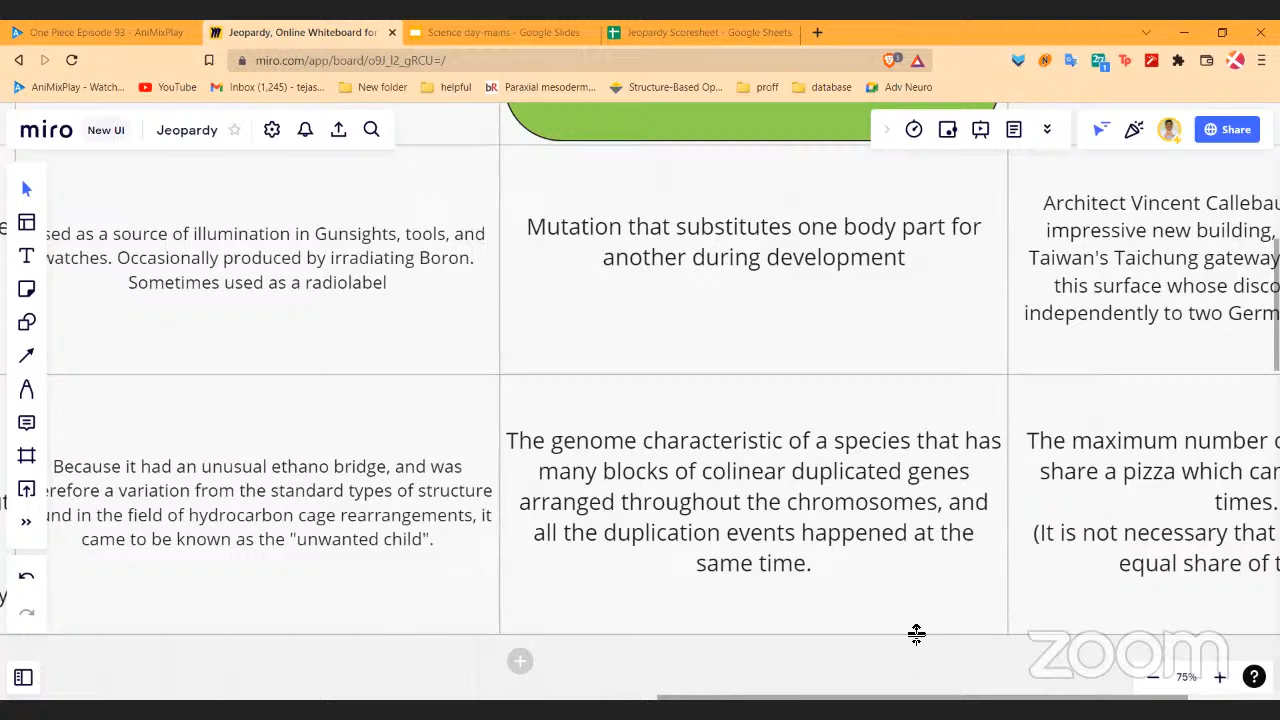 One Piece Episode 93 - AniMixPlay
Jeopardy, Online Whiteboard for
Science day-mains - Google Slides
Jeopardy Scoresheet - Google Sheets
miro.com/app/board/o9J_l2_gRCU=/
AniMixPlay - Watch...
YouTube
Inbox (1,245) - tejas...
New folder
helpful
bR Paraxial mesoderm...
Structure-Based Op...
proff
database
Adv Neuro
miro
New UI
Jeopardy
Share
sed as a source of illumination in Gunsights, tools, and
watches. Occasionally produced by irradiating Boron.
Sometimes used as a radiolabel
Mutation that substitutes one body part for
another during development
Architect Vincent Callebau
impressive new building,
Taiwan's Taichung gateway
this surface whose disco
independently to two Germ
Because it had an unusual ethano bridge, and was
erefore a variation from the standard types of structure
und in the field of hydrocarbon cage rearrangements, it
came to be known as the "unwanted child".
The genome characteristic of a species that has
many blocks of colinear duplicated genes
arranged throughout the chromosomes, and
all the duplication events happened at the
same time.
The maximum number
share a pizza which can
times.
(It is not necessary that
equal share of
zoom
75%